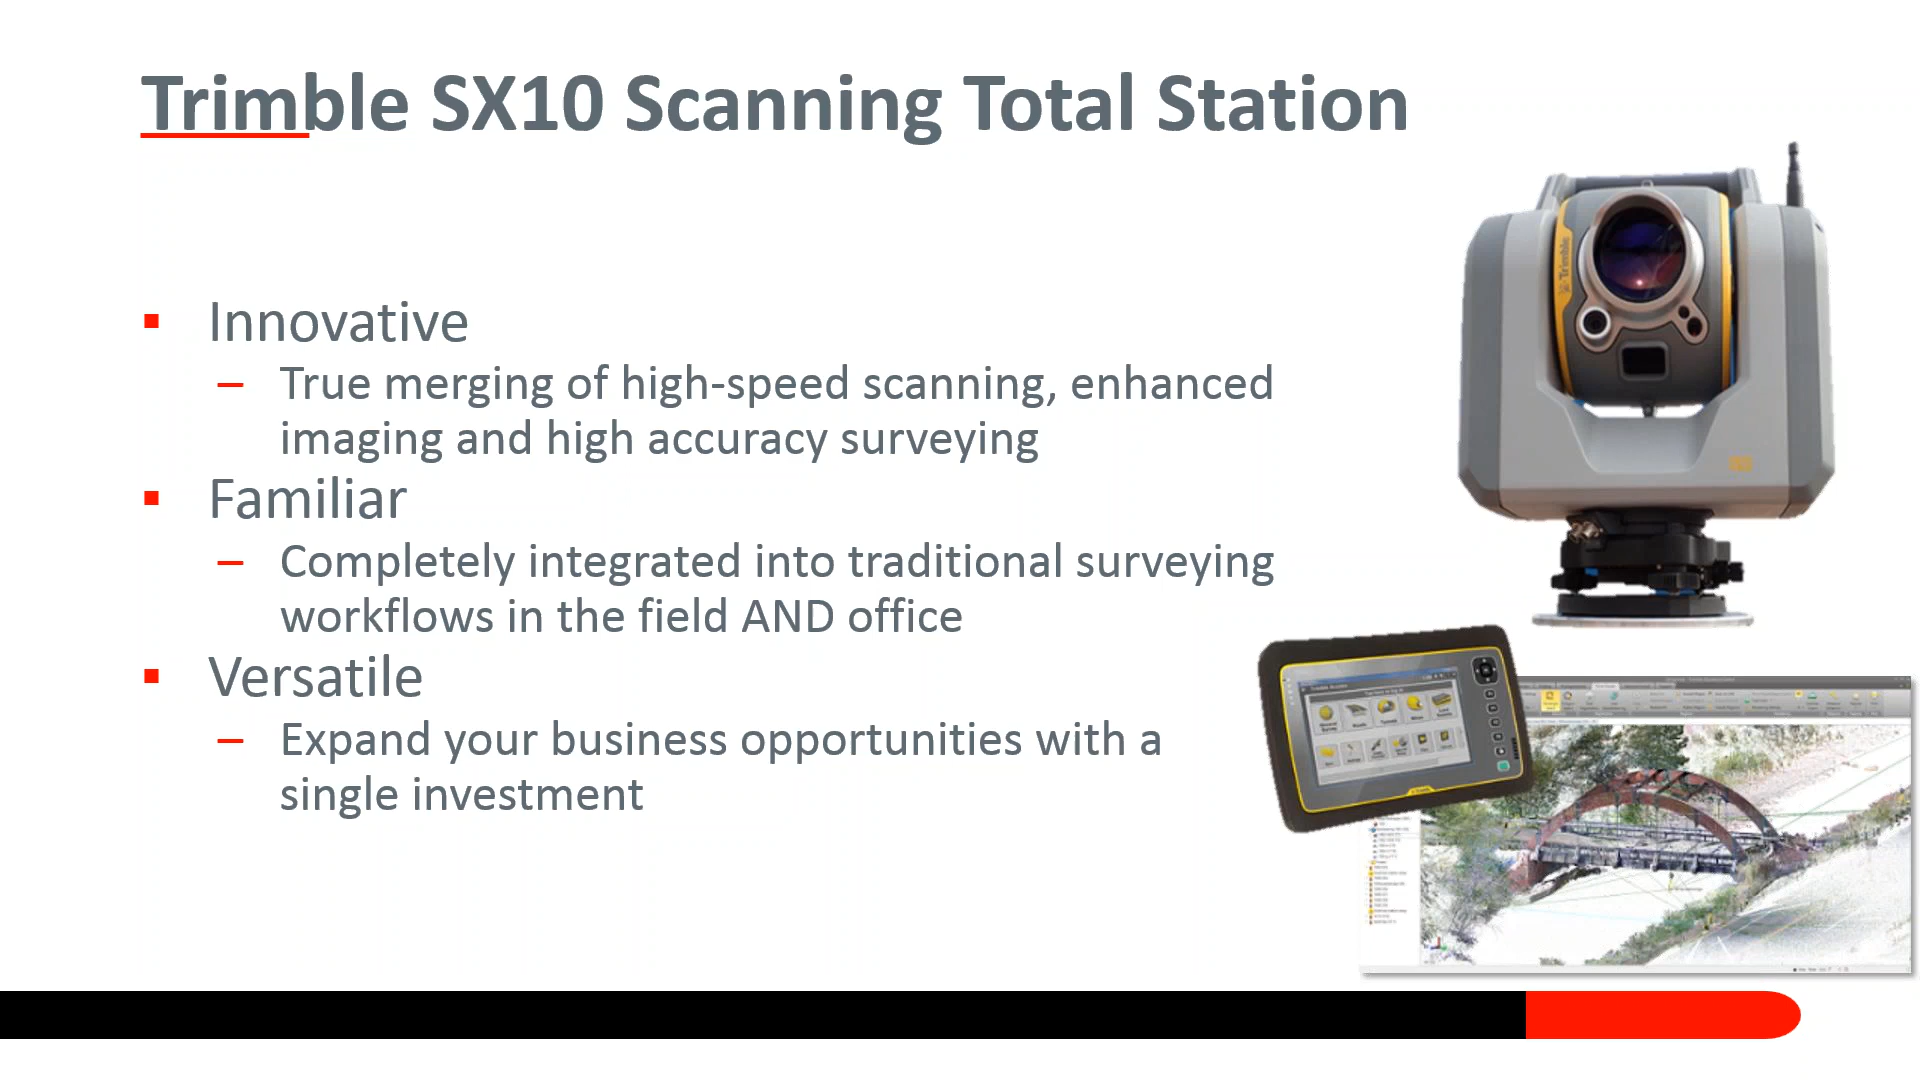 Trimble SX10 Scanning Total Station
Innovative
– True merging of high-speed scanning, enhanced
imaging and high accuracy surveying
Familiar
– Completely integrated into traditional surveying
workflows in the field AND office
Versatile
– Expand your business opportunities with a
single investment
Trimble